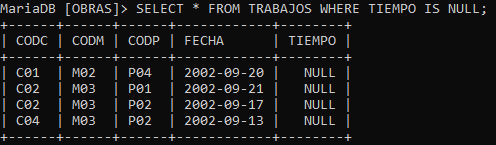 MariaDB [OBRAS]> SELECT * FROM TRABAJOS WHERE TIEMPO IS NULL;
+------+------+------+------------+--------+
| CODC | CODM | CODP | FECHA      | TIEMPO |
+------+------+------+------------+--------+
| C01  | M02  | P04  | 2002-09-20 |   NULL |
| C02  | M03  | P01  | 2002-09-21 |   NULL |
| C02  | M03  | P02  | 2002-09-17 |   NULL |
| C04  | M03  | P02  | 2002-09-13 |   NULL |
+------+------+------+------------+--------+